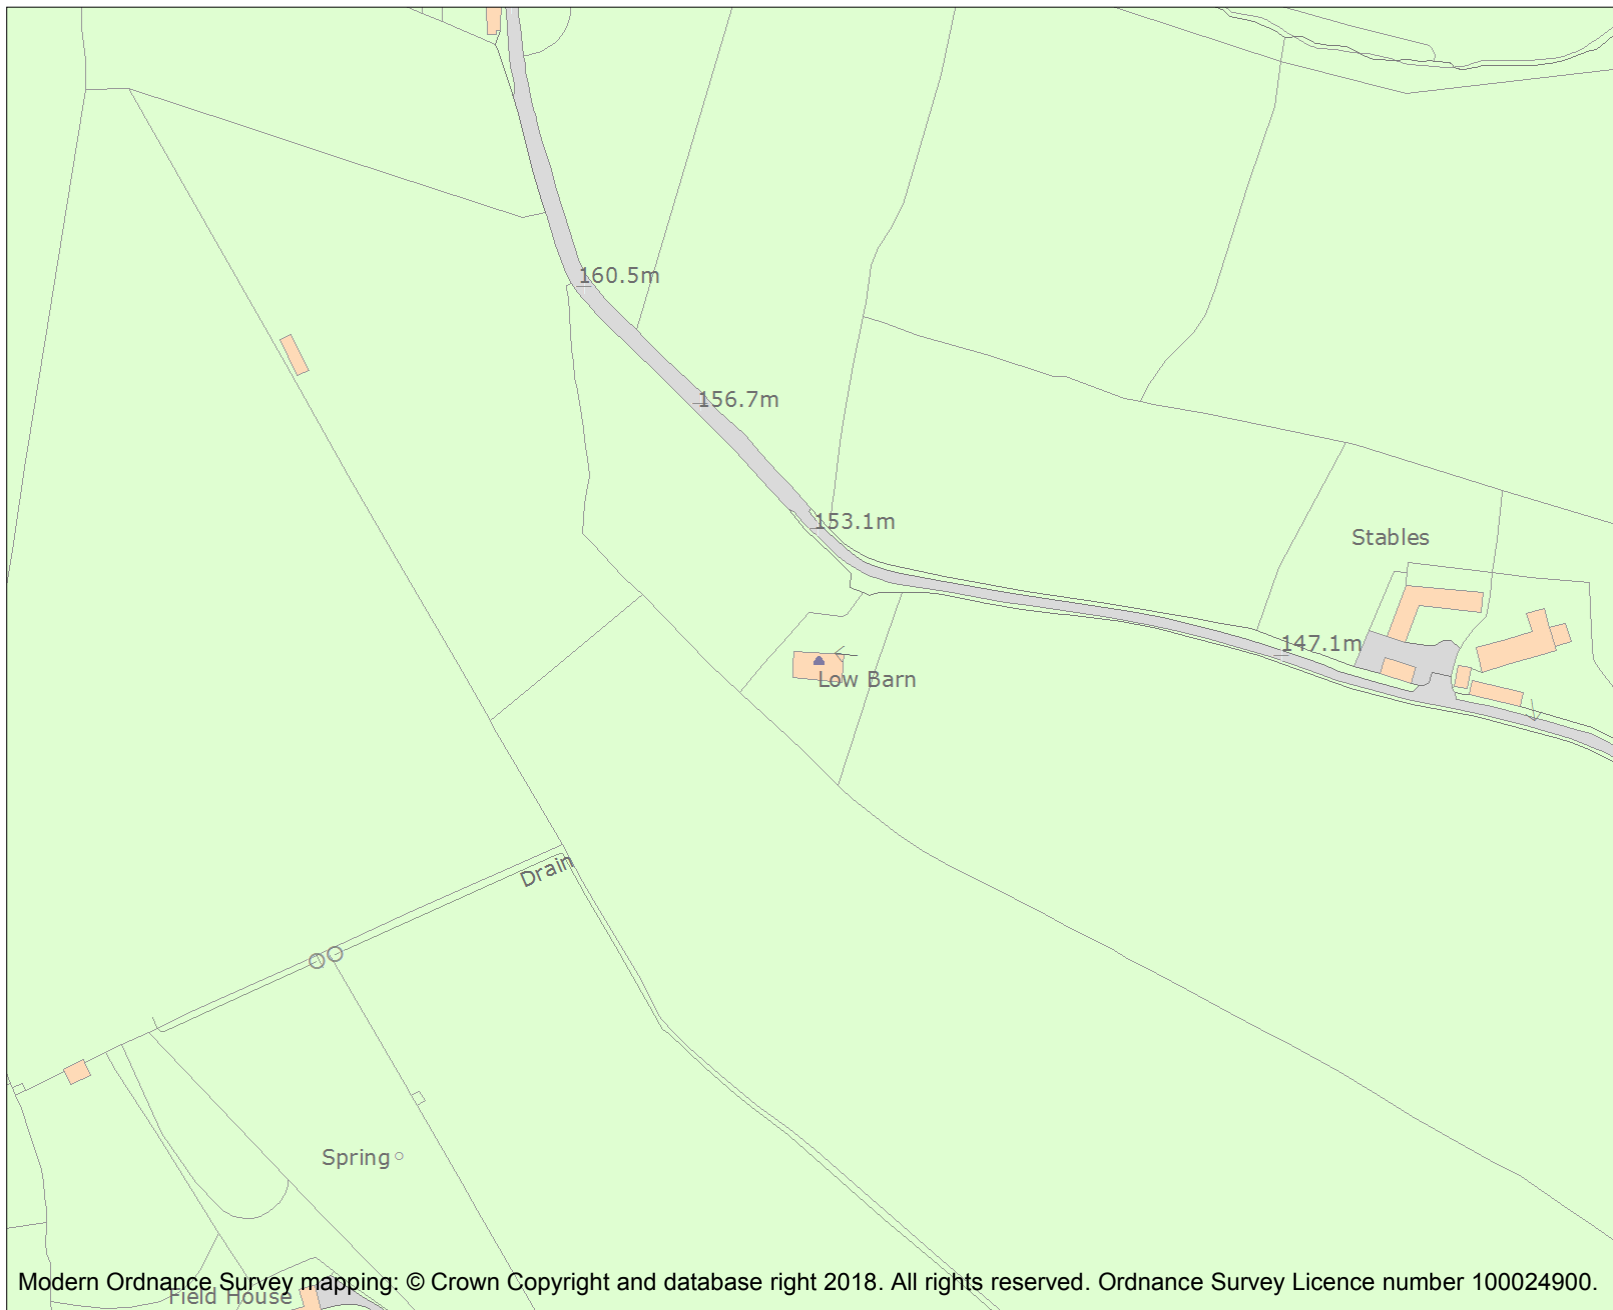 160.5m
156.7m
153.1m
Stables
147.1m
Low Barn
Drain
Spring
Modern Ordnance Survey mapping: © Crown Copyright and database right 2018. All rights reserved. Ordnance Survey Licence number 100024900.
Field House